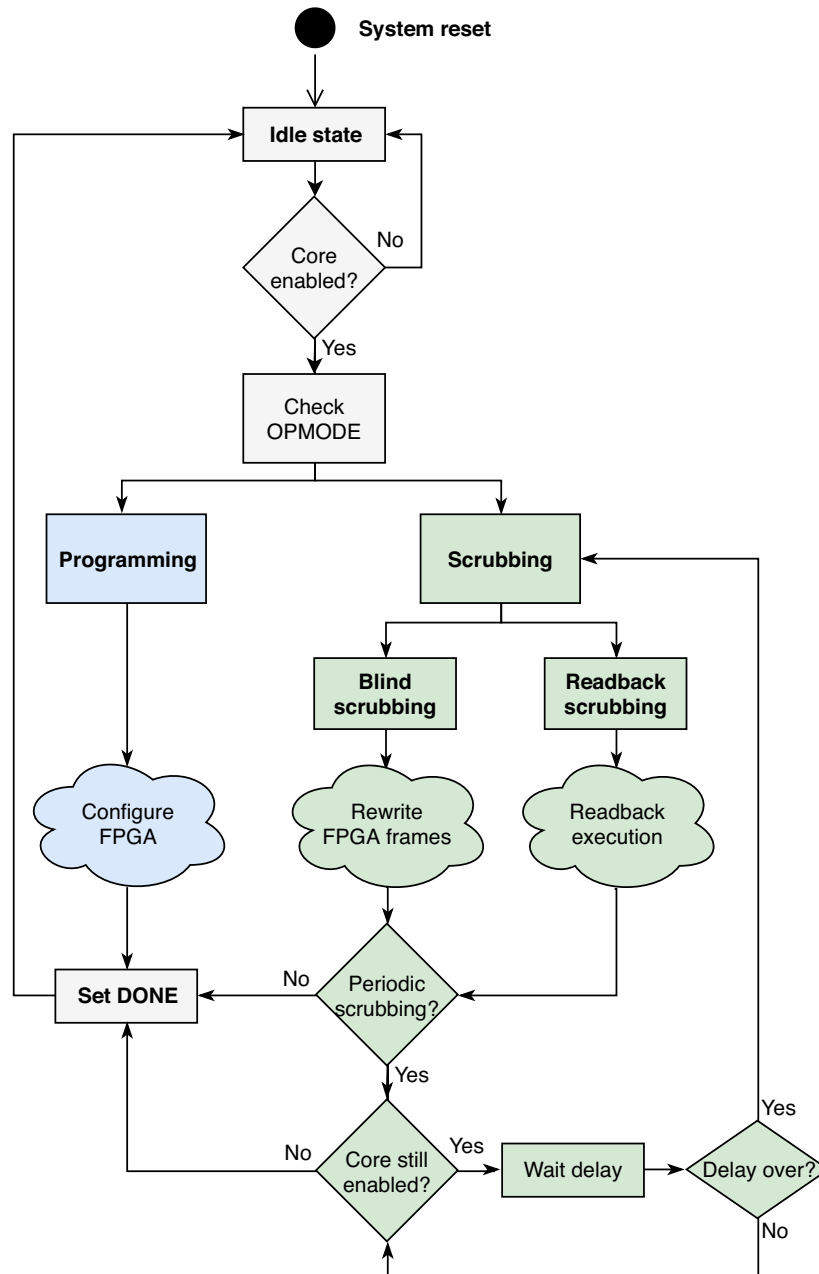 System reset
Idle state
No
Core
enabled?
Yes
Check
OPMODE
Programming
Scrubbing
Blind
scrubbing
Readback
scrubbing
Configure
FPGA
Rewrite
FPGA frames
Readback
execution
Set DONE
No
Periodic
scrubbing?
Yes
No
Core still
enabled?
Yes
Wait delay
Delay over?
Yes
No